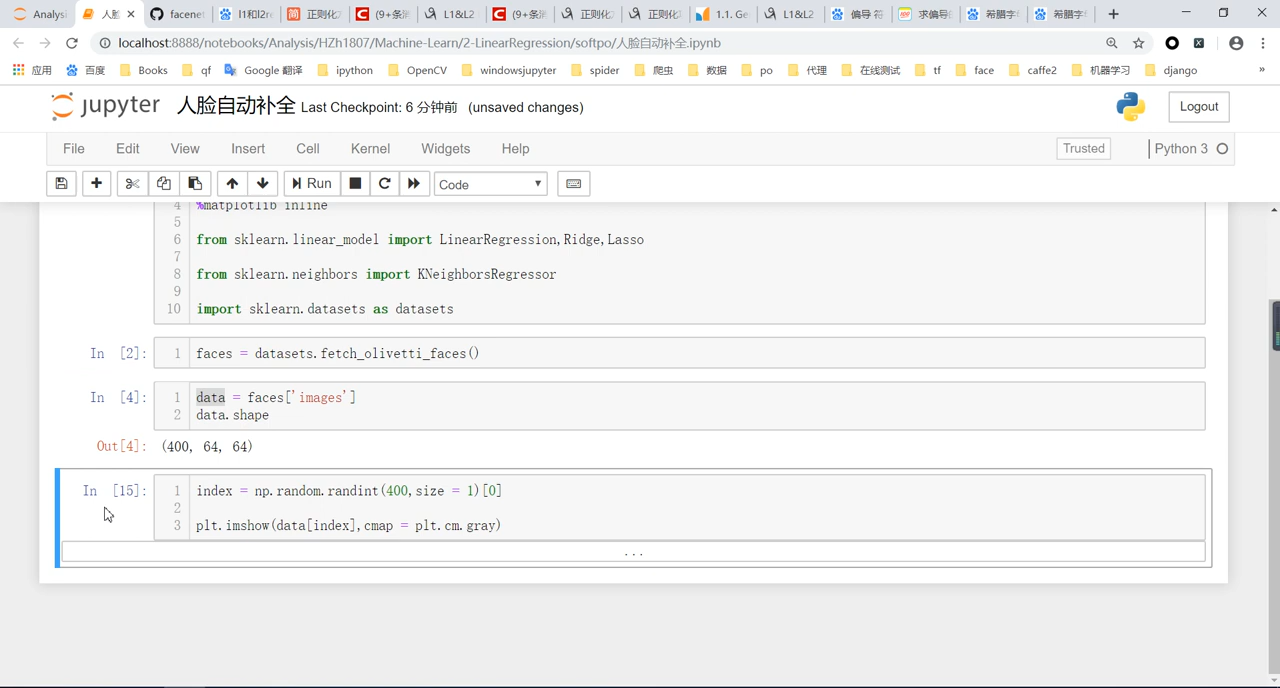 Analysi
人脸
facene
l1和l2re
正则化
(9+条
L1&L2
(9+条
正则化
正则化
1.1. Ge
L1&L2
偏导 符
求偏导
希腊字
希腊字
localhost:8888/notebooks/Analysis/HZh1807/Machine-Learn/2-LinearRegression/softpo/人脸自动补全.ipynb
应用 百度 Books qf Google 翻译 ipython OpenCV windowsjupyter spider 爬虫 数据 po 代理 在线测试 tf face caffe2 机器学习 django »
jupyter 人脸自动补全 Last Checkpoint: 6 分钟前 (unsaved changes) Logout
File Edit View Insert Cell Kernel Widgets Help Trusted Python 3
Run Code
4 %matplotlib inline
5
6 from sklearn.linear_model import LinearRegression,Ridge,Lasso
7
8 from sklearn.neighbors import KNeighborsRegressor
9
10 import sklearn.datasets as datasets
In [2]: 1 faces = datasets.fetch_olivetti_faces()
In [4]: 1 data = faces['images']
2 data.shape
Out[4]: (400, 64, 64)
In [15]: 1 index = np.random.randint(400,size = 1)[0]
2
3 plt.imshow(data[index],cmap = plt.cm.gray)
...